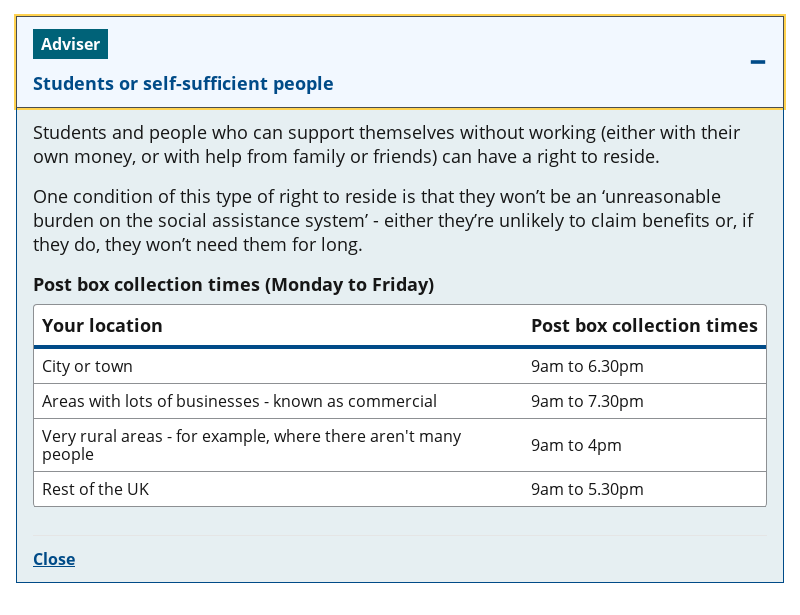 Adviser
Students or self-sufficient people
Students and people who can support themselves without working (either with their
own money, or with help from family or friends) can have a right to reside.
One condition of this type of right to reside is that they won’t be an ‘unreasonable
burden on the social assistance system’ - either they’re unlikely to claim benefits or, if
they do, they won’t need them for long.
Post box collection times (Monday to Friday)
Your location Post box collection times
City or town 9am to 6.30pm
Areas with lots of businesses - known as commercial 9am to 7.30pm
Very rural areas - for example, where there aren't many
people 9am to 4pm
Rest of the UK 9am to 5.30pm
Close